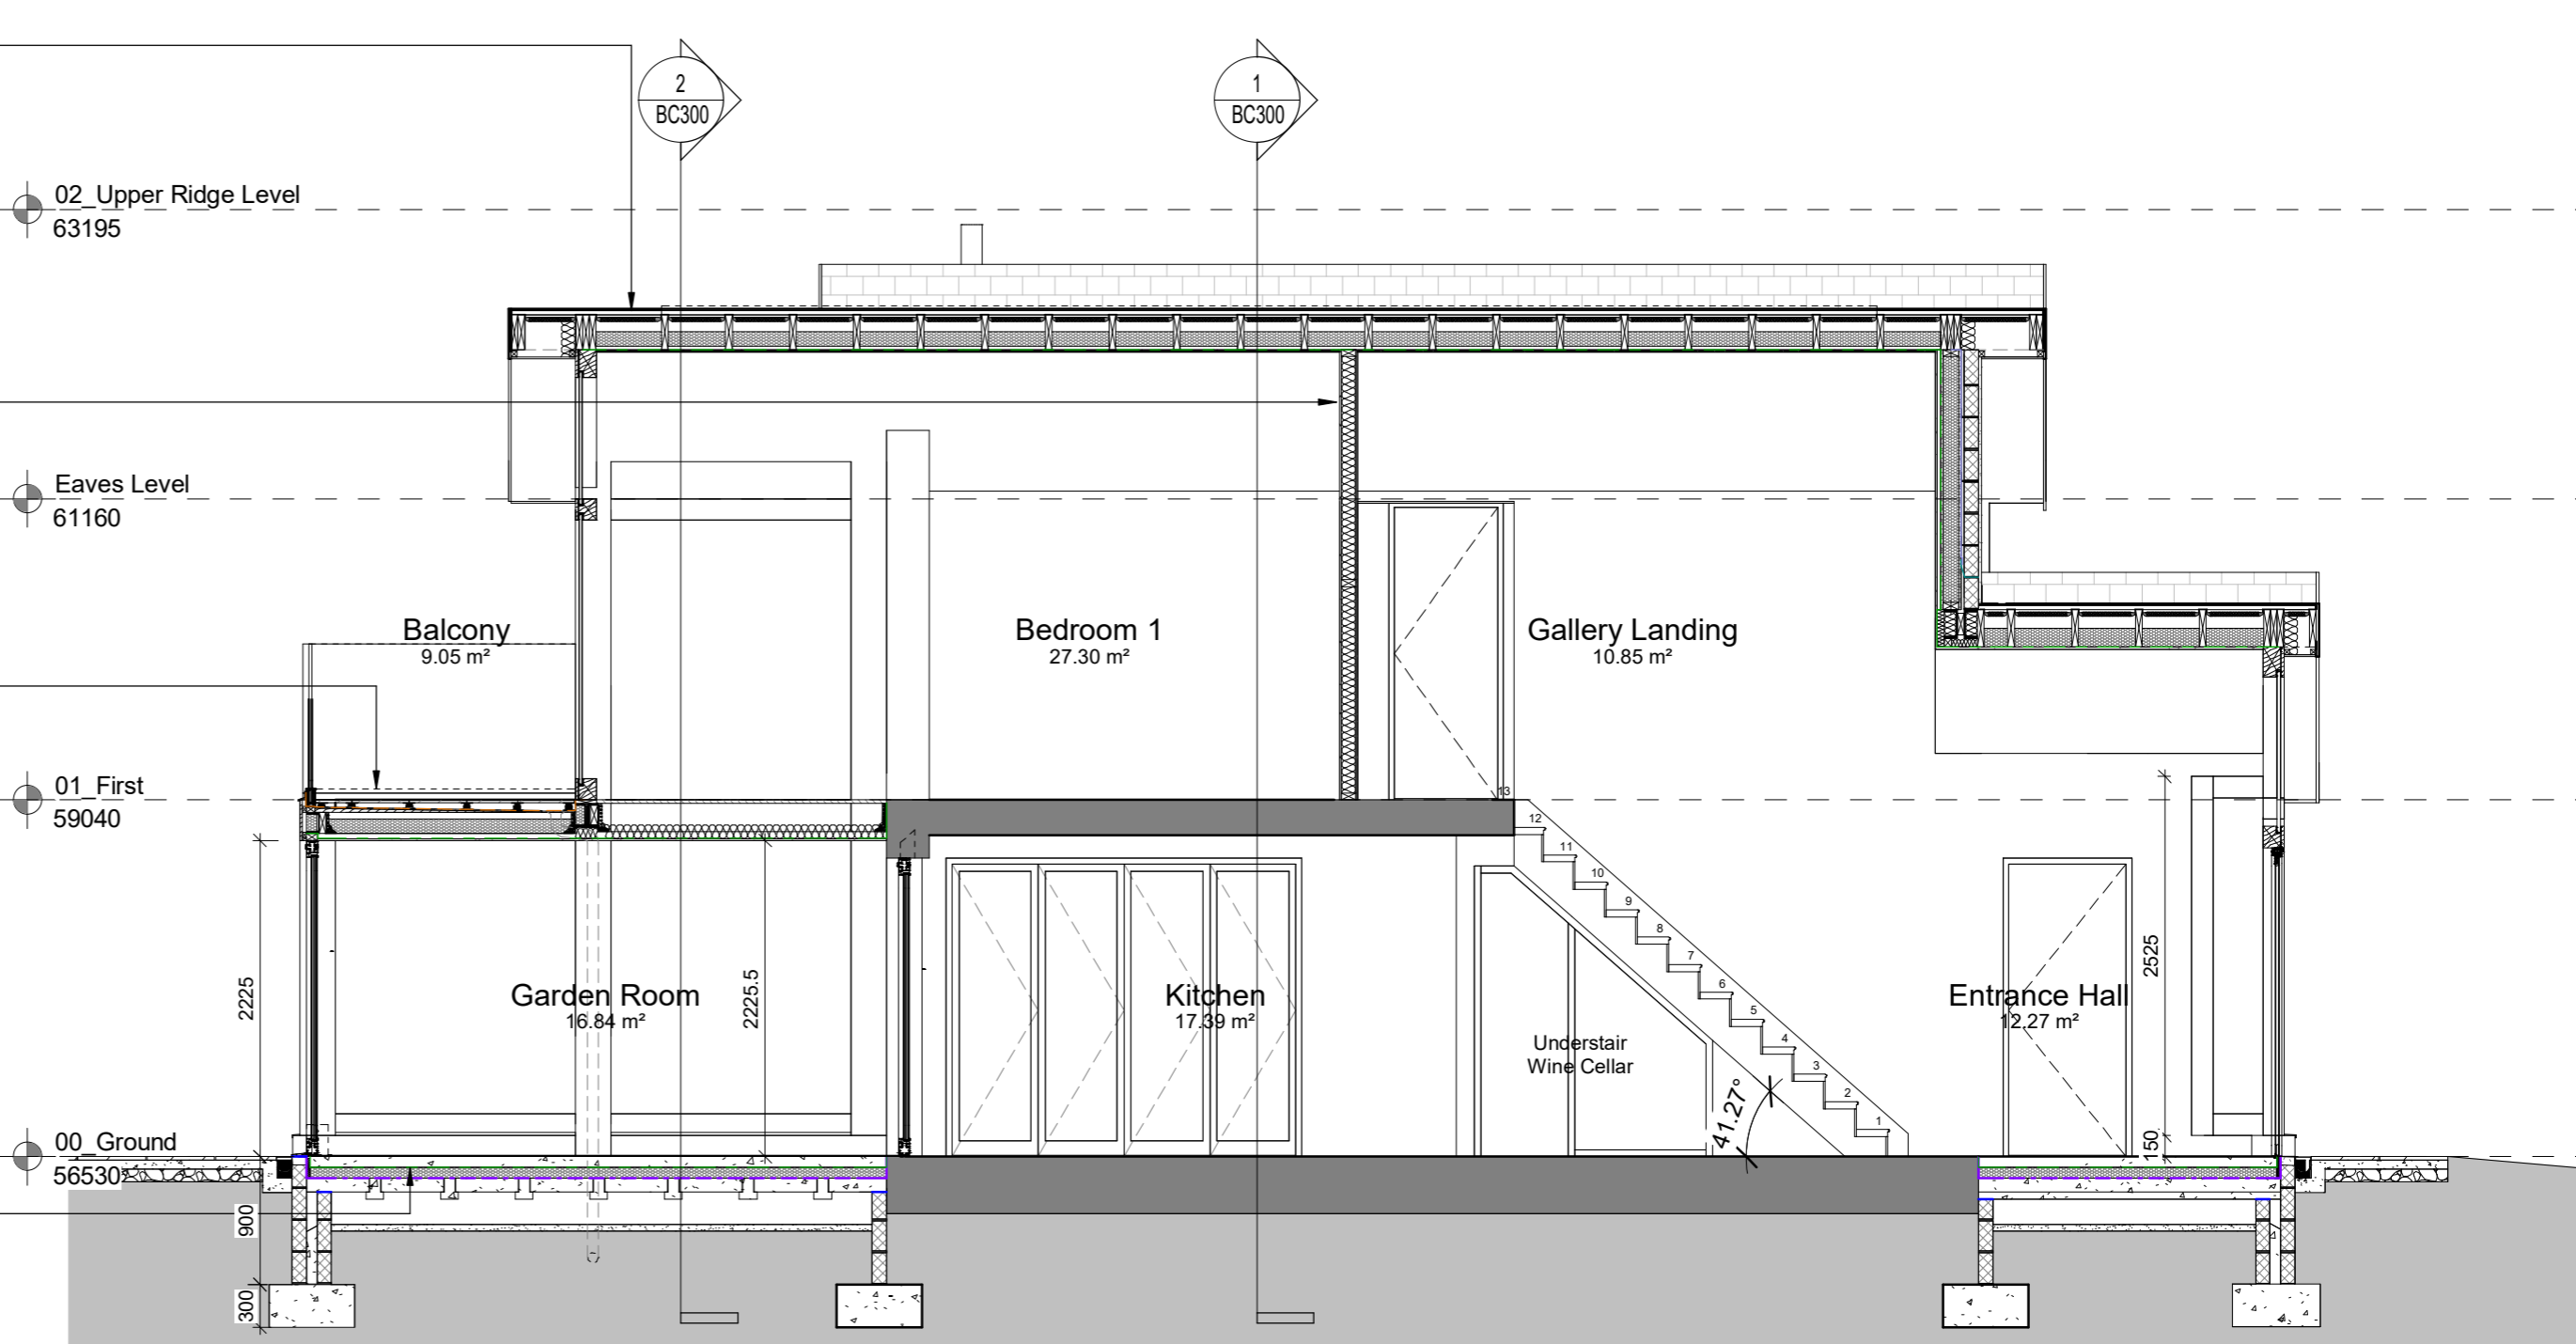 2
BC300
1
BC300
02_Upper Ridge Level
63195
Eaves Level
61160
Balcony
9.05 m²
Bedroom 1
27.30 m²
Gallery Landing
10.85 m²
01_First
59040
13
12
11
10
9
8
7
6
5
4
3
2
1
2225
Garden Room
16.84 m²
2225.5
Kitchen
17.39 m²
Understair
Wine Cellar
41.27°
Entrance Hall
12.27 m²
2525
150
00_Ground
56530
900
300